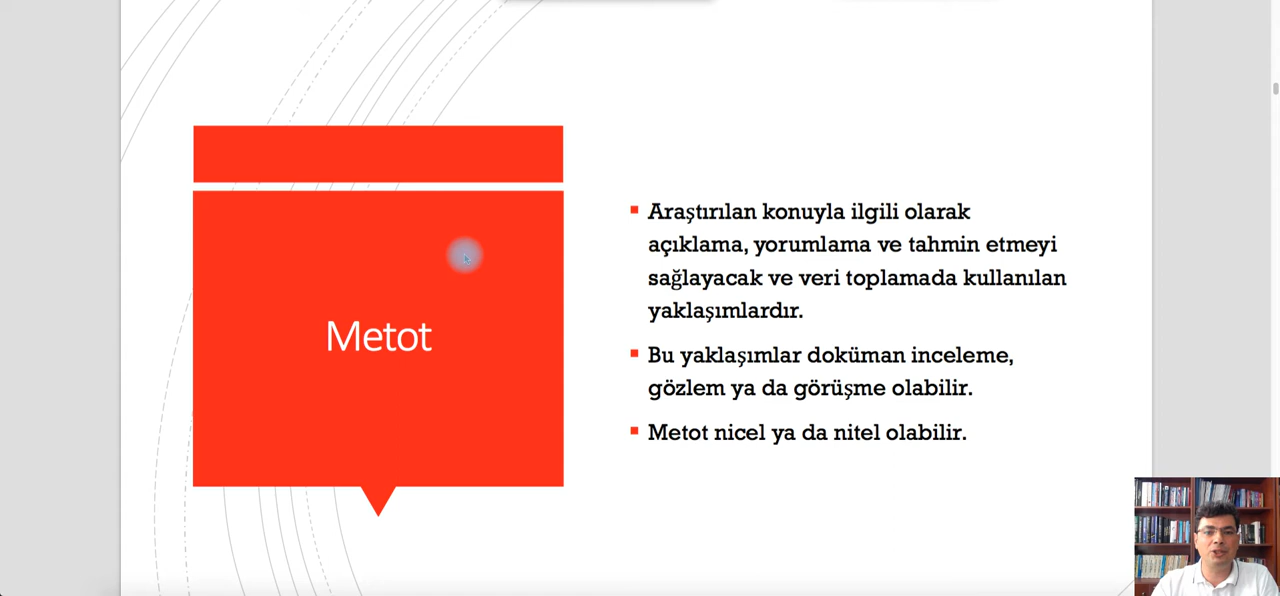 Metot
Araştırılan konuyla ilgili olarak
açıklama, yorumlama ve tahmin etmeyi
sağlayacak ve veri toplamada kullanılan
yaklaşımlardır.
Bu yaklaşımlar doküman inceleme,
gözlem ya da görüşme olabilir.
Metot nicel ya da nitel olabilir.